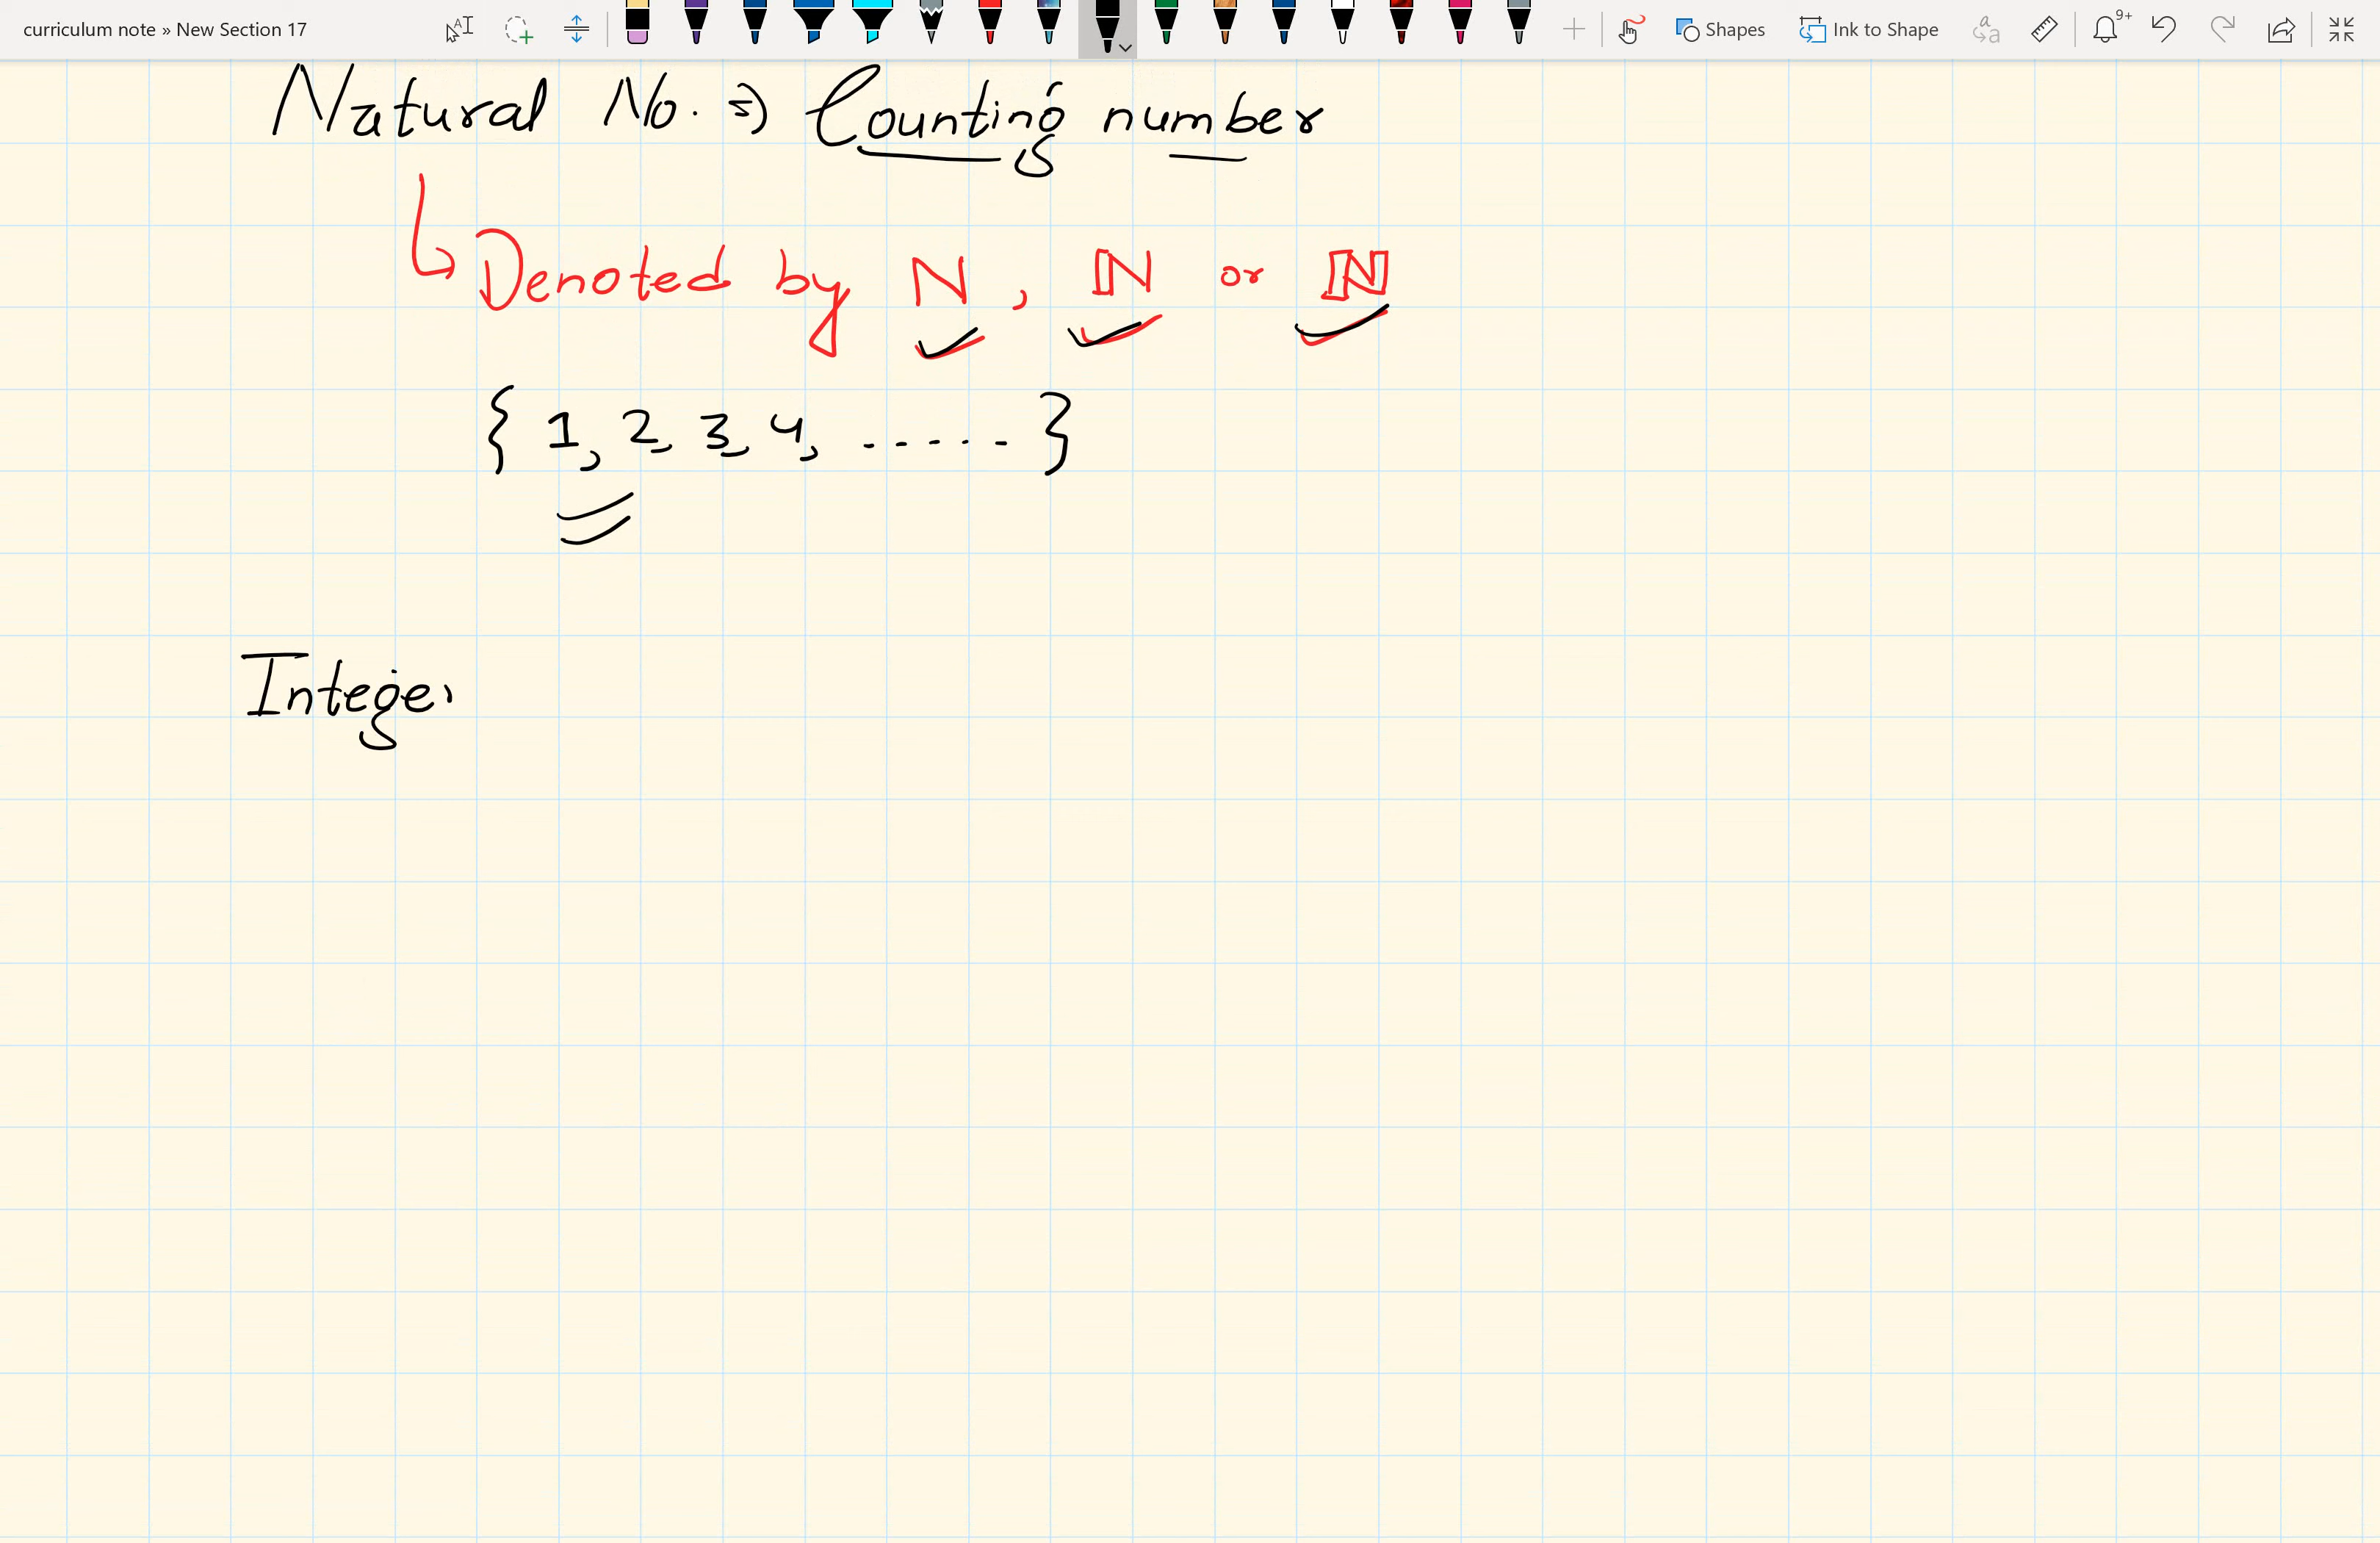 curriculum note » New Section 17
Shapes
Ink to Shape
9+
Natural No. ⇒ Counting number
↳ Denoted by N, ℕ or ℕ
{ 1, 2, 3, 4, ..... }
Integer